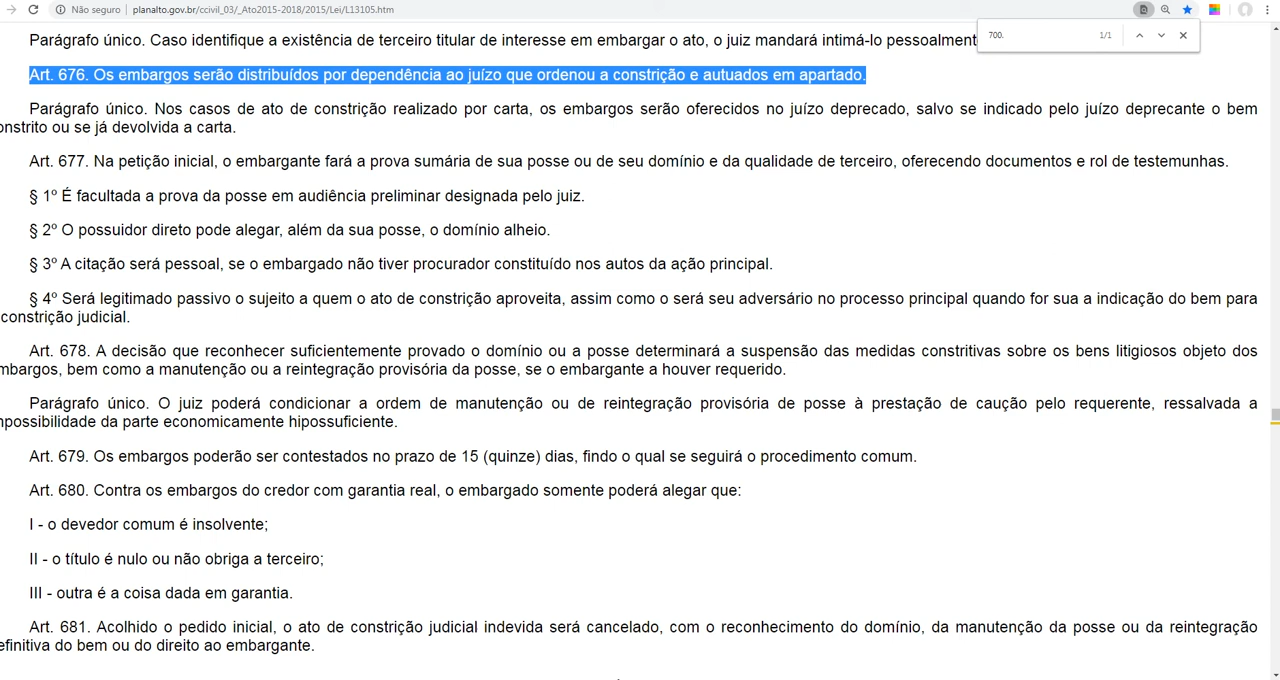 Não seguro | planalto.gov.br/ccivil_03/_Ato2015-2018/2015/Lei/L13105.htm
700. 1/1
Parágrafo único. Caso identifique a existência de terceiro titular de interesse em embargar o ato, o juiz mandará intimá-lo pessoalment
Art. 676. Os embargos serão distribuídos por dependência ao juízo que ordenou a constrição e autuados em apartado.
Parágrafo único. Nos casos de ato de constrição realizado por carta, os embargos serão oferecidos no juízo deprecado, salvo se indicado pelo juízo deprecante o bem
onstrito ou se já devolvida a carta.
Art. 677. Na petição inicial, o embargante fará a prova sumária de sua posse ou de seu domínio e da qualidade de terceiro, oferecendo documentos e rol de testemunhas.
§ 1º É facultada a prova da posse em audiência preliminar designada pelo juiz.
§ 2º O possuidor direto pode alegar, além da sua posse, o domínio alheio.
§ 3º A citação será pessoal, se o embargado não tiver procurador constituído nos autos da ação principal.
§ 4º Será legitimado passivo o sujeito a quem o ato de constrição aproveita, assim como o será seu adversário no processo principal quando for sua a indicação do bem para
constrição judicial.
Art. 678. A decisão que reconhecer suficientemente provado o domínio ou a posse determinará a suspensão das medidas constritivas sobre os bens litigiosos objeto dos
mbargos, bem como a manutenção ou a reintegração provisória da posse, se o embargante a houver requerido.
Parágrafo único. O juiz poderá condicionar a ordem de manutenção ou de reintegração provisória de posse à prestação de caução pelo requerente, ressalvada a
mpossibilidade da parte economicamente hipossuficiente.
Art. 679. Os embargos poderão ser contestados no prazo de 15 (quinze) dias, findo o qual se seguirá o procedimento comum.
Art. 680. Contra os embargos do credor com garantia real, o embargado somente poderá alegar que:
I - o devedor comum é insolvente;
II - o título é nulo ou não obriga a terceiro;
III - outra é a coisa dada em garantia.
Art. 681. Acolhido o pedido inicial, o ato de constrição judicial indevida será cancelado, com o reconhecimento do domínio, da manutenção da posse ou da reintegração
efinitiva do bem ou do direito ao embargante.